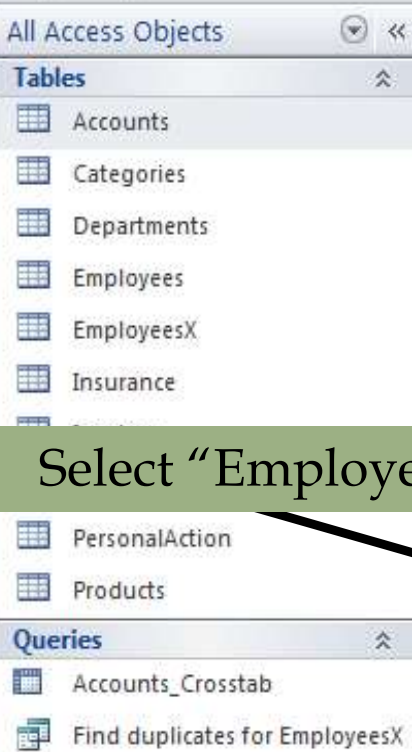 All Access Objects
Tables
Accounts
Categories
Departments
Employees
EmployeesX
Insurance
Select “Employe
PersonalAction
Products
Queries
Accounts_Crosstab
Find duplicates for EmployeesX